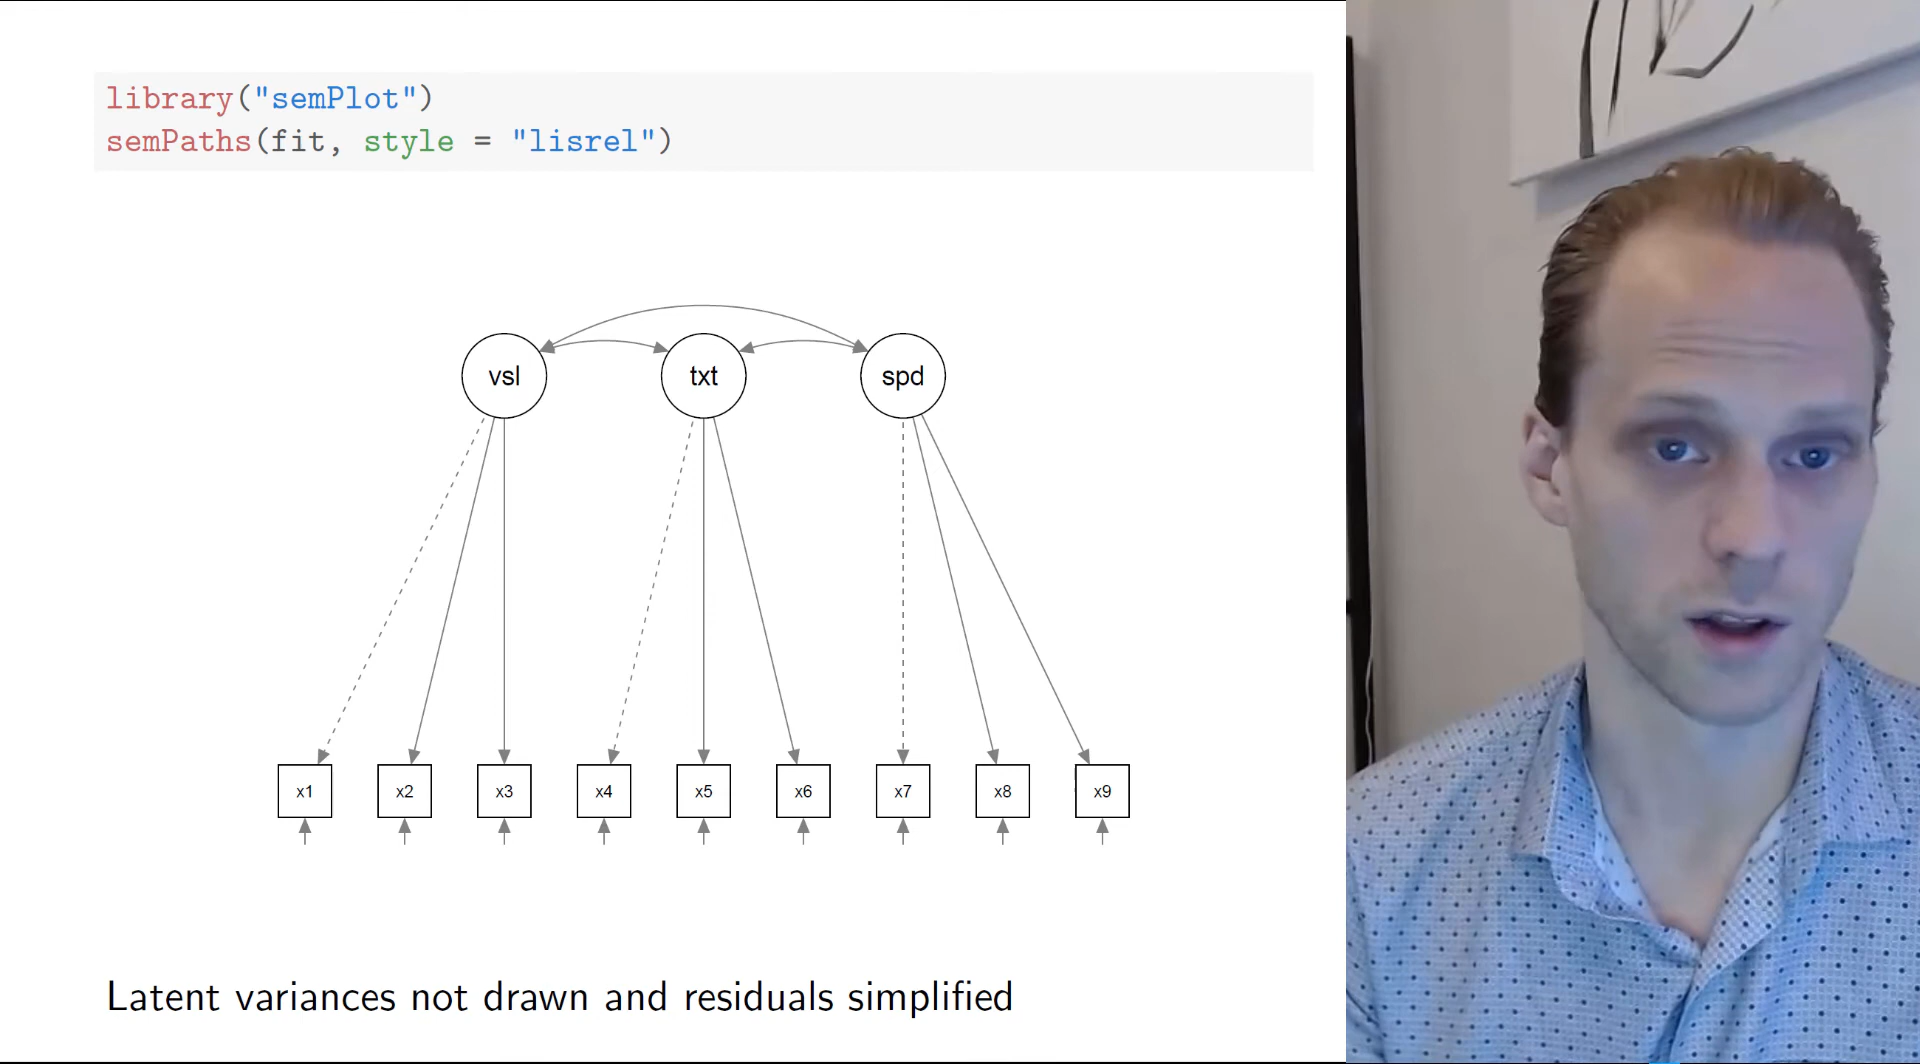 library("semPlot")
semPaths(fit, style = "lisrel")
vsl txt spd
x1 x2 x3 x4 x5 x6 x7 x8 x9
Latent variances not drawn and residuals simplified